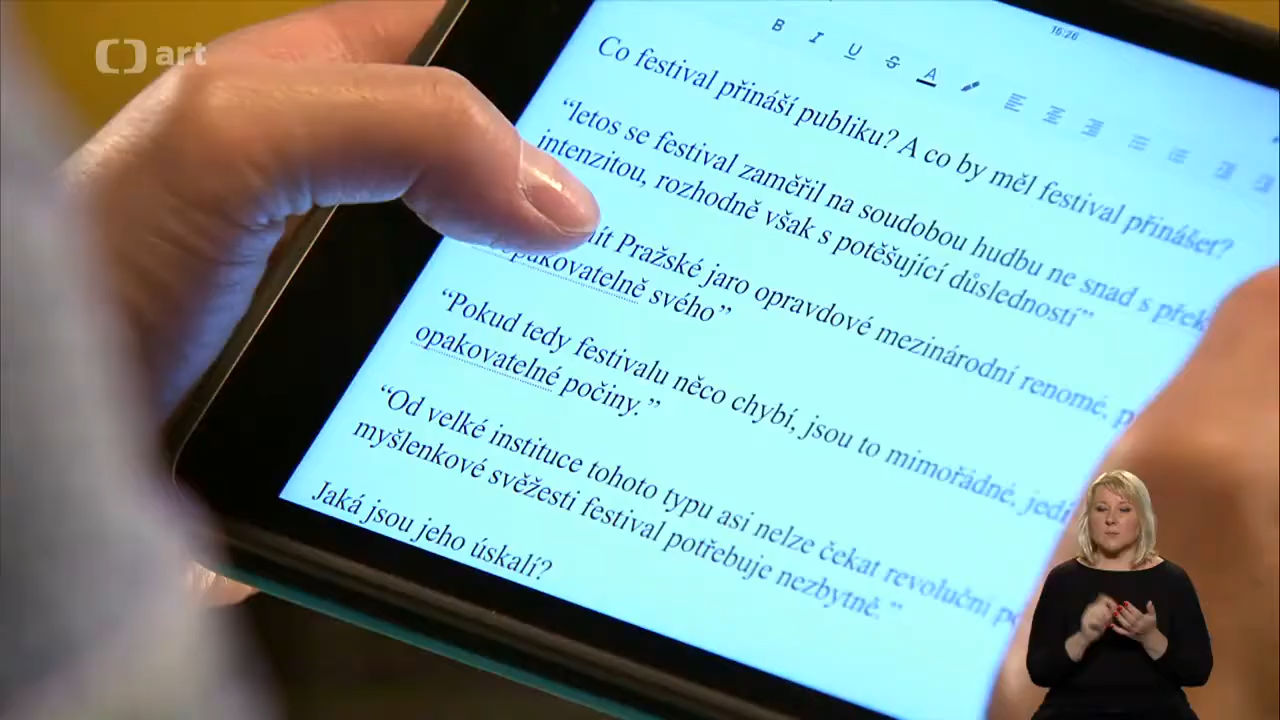 art
16:26
B I U S A
Co festival přináší publiku? A co by měl festival přinášet?
“letos se festival zaměřil na soudobou hudbu ne snad s
intenzitou, rozhodně však s potěšující důsledností”
Pražské jaro opravdové mezinárodní renomé,
svého”
“Pokud tedy festivalu něco chybí, jsou to mimořádné,
opakovatelné počiny.”
“Od velké instituce tohoto typu asi nelze čekat revoluční
myšlenkové svěžesti festival potřebuje nezbytně.”
Jaká jsou jeho úskalí?